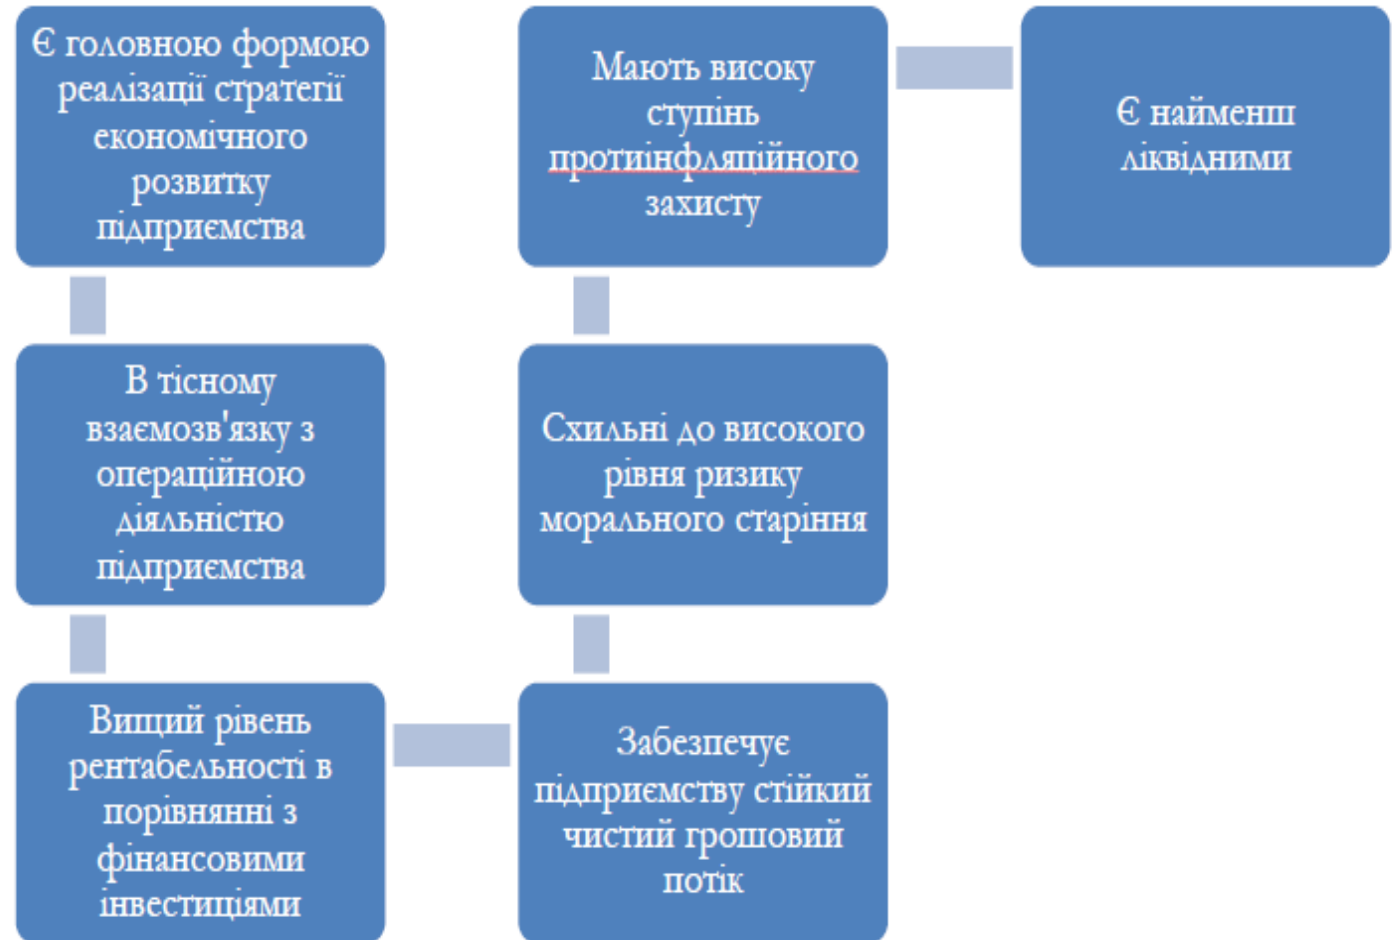 Є головною формою
реалізації стратегії
економічного
розвитку
підприємства
В тісному
взаємозв'язку з
операційною
діяльністю
підприємства
Вищий рівень
рентабельності в
порівнянні з
фінансовими
інвестиціями
Забезпечує
підприємству стійкий
чистий грошовий
потік
Схильні до високого
рівня ризику
морального старіння
Мають високу
ступінь
протиінфляційного
захисту
Є найменш
ліквідними